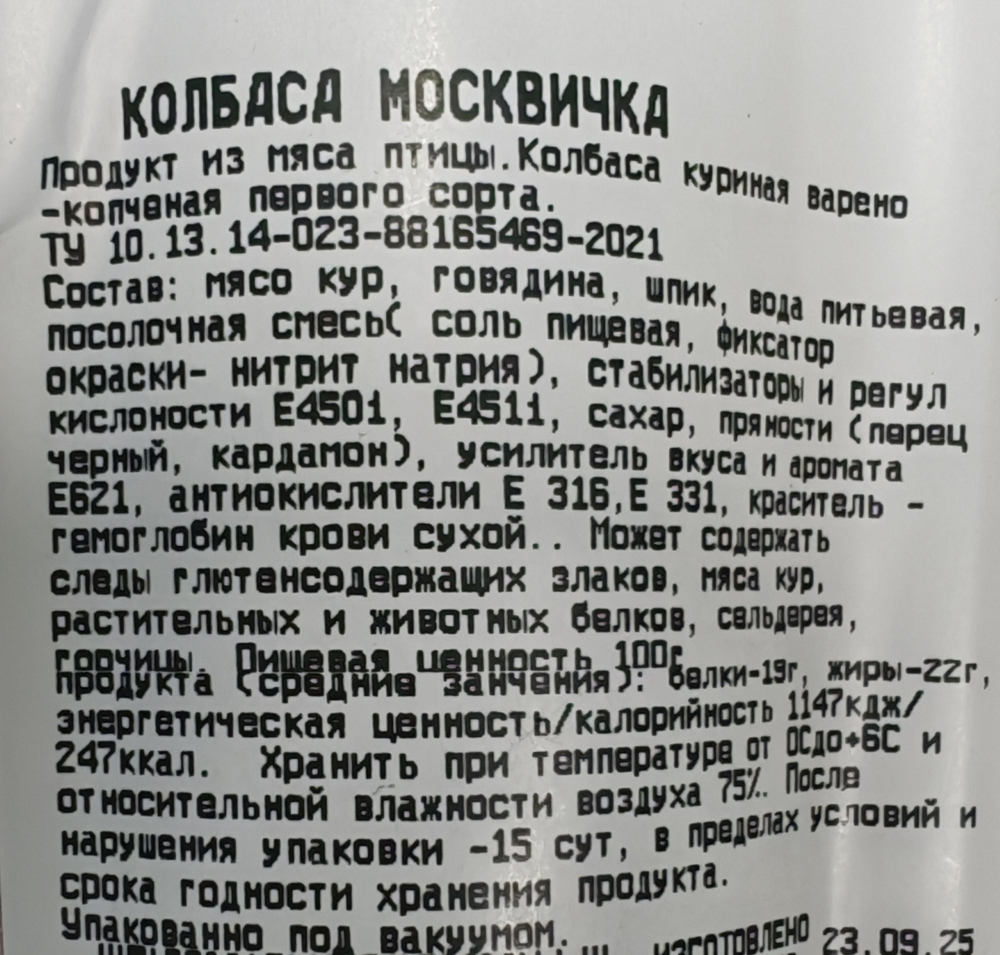 КОЛБАСА МОСКВИЧКА
Продукт из мяса птицы.Колбаса куриная варено
-копченая первого сорта.
ТУ 10.13.14-023-88165469-2021
Состав: мясо кур, говядина, шпик, вода питьевая,
посолочная смесь( соль пищевая, фиксатор
окраски- нитрит натрия), стабилизаторы и регул
кислоности Е4501, Е4511, сахар, пряности (перец
черный, кардамон), усилитель вкуса и аромата
Е621, антиокислители Е 316,Е 331, краситель -
гемоглобин крови сухой.. Может содержать
следы глютенсодержащих злаков, мяса кур,
растительных и животных белков, сельдерея,
горчицы. Пищевая ценность 100г
продукта (средние занчения): белки-19г, жиры-22г,
энергетическая ценность/калорийность 1147кдж/
247ккал. Хранить при температуре от 0Сдо+6С и
относительной влажности воздуха 75%. После
нарушения упаковки -15 сут, в пределах условий и
срока годности хранения продукта.
Упакованно под вакуумом.
изготовлено 23.09.25